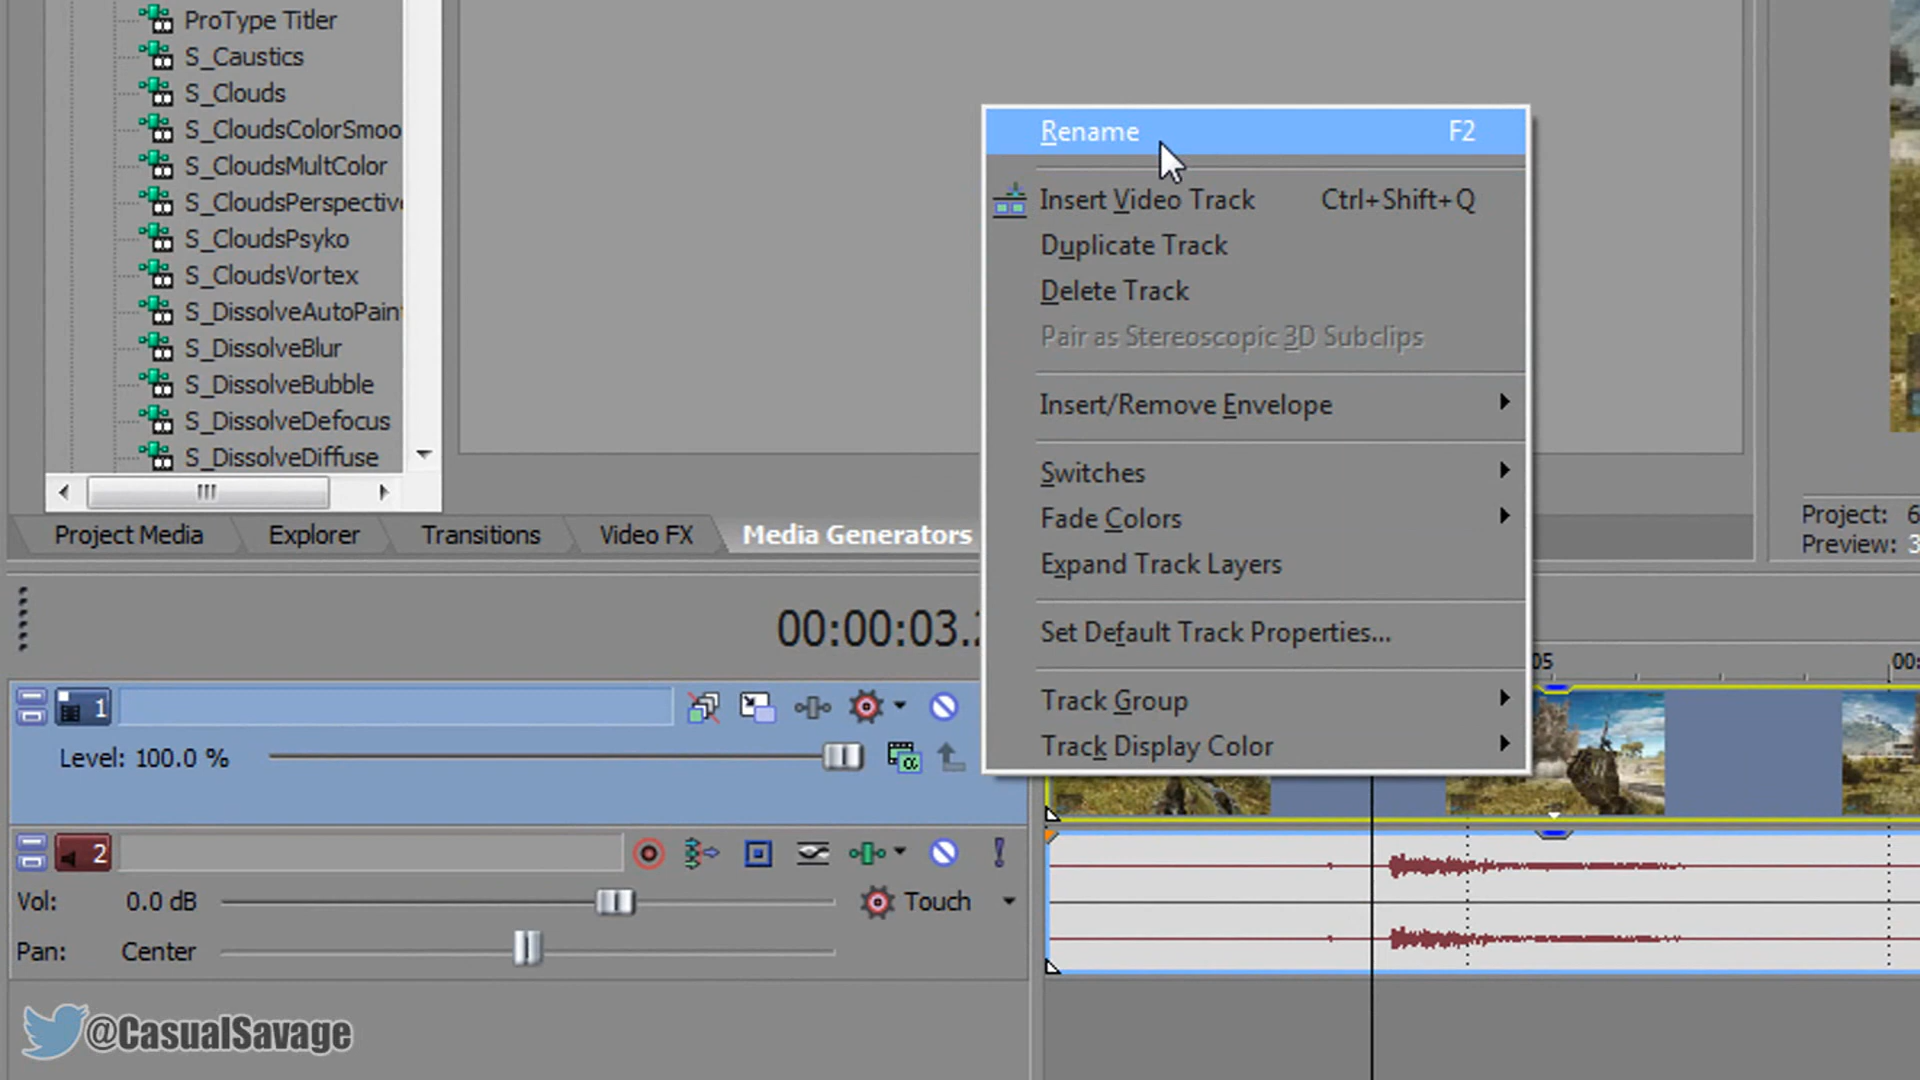 ProType Titler
S_Caustics
S_Clouds
S_CloudsColorSmoo
S_CloudsMultColor
S_CloudsPerspectiv
S_CloudsPsyko
S_CloudsVortex
S_DissolveAutoPain
S_DissolveBlur
S_DissolveBubble
S_DissolveDefocus
S_DissolveDiffuse
Project Media
Explorer
Transitions
Video FX
Media Generators
Rename F2
Insert Video Track Ctrl+Shift+Q
Duplicate Track
Delete Track
Pair as Stereoscopic 3D Subclips
Insert/Remove Envelope
Switches
Fade Colors
Expand Track Layers
Set Default Track Properties...
Track Group
Track Display Color
Project: 6
Preview: 3
00:00:03.
05
00:
1
Level: 100.0 %
2
Vol: 0.0 dB
Touch
Pan: Center
@CasualSavage